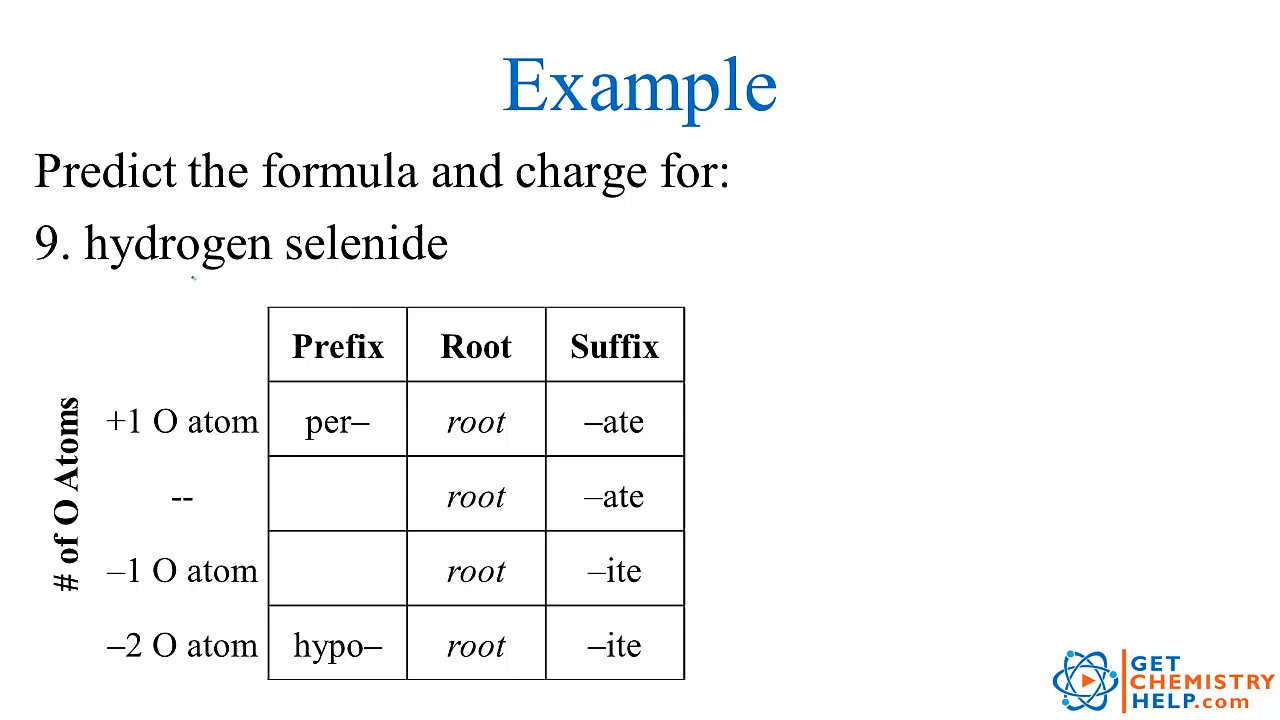 Example
Predict the formula and charge for:
9. hydrogen selenide
Prefix Root Suffix
# of O Atoms
+1 O atom per– root –ate
-- root –ate
–1 O atom root –ite
–2 O atom hypo– root –ite
GET
CHEMISTRY
HELP.com